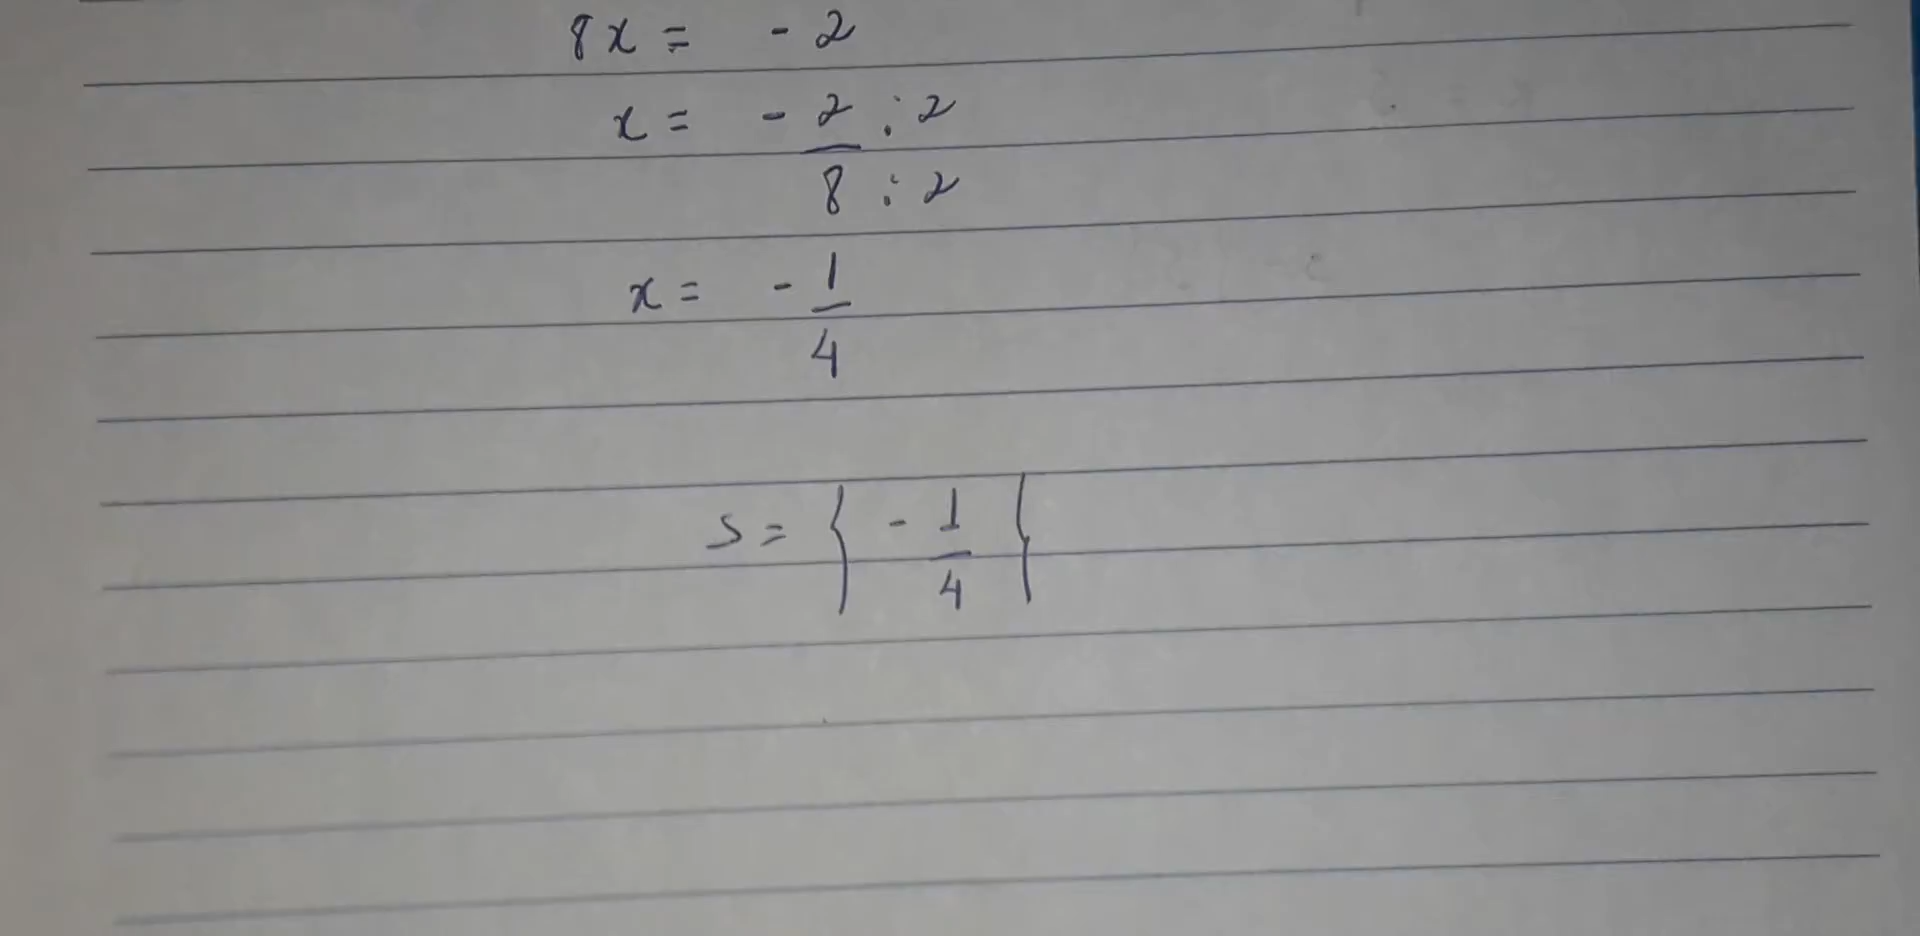 8x = - 2
x = - 2/8 : 2/: 2
x = - 1/4
S = { - 1/4 {